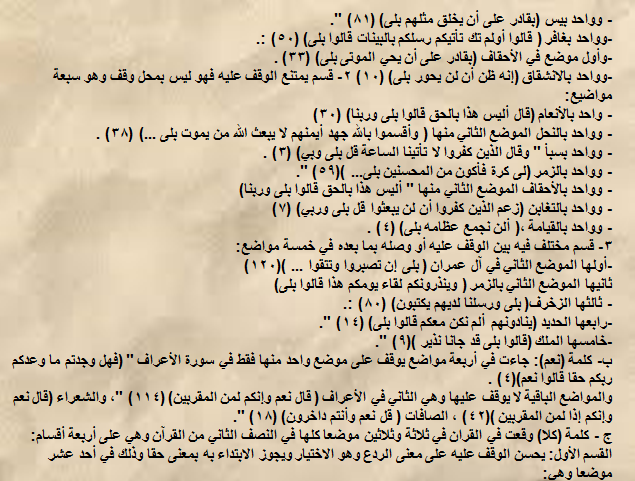 - وواحد بيس (بقادر على أن يخلق مثلهم بلى) (٨١) ".
-وواحد بغافر ( قالوا أولم تك تأتيكم رسلكم بالبينات قالوا بلى) (٥٠) :.
-وأول موضع في الأحقاف (بقادر على أن يحي الموتى بلى) (٣٣) .
-وواحد بالانشقاق (إنه ظن أن لن يحور بلى) (١٠) ٢- قسم يمتنع الوقف عليه فهو ليس بمحل وقف وهو سبعة
مواضيع:
- واحد بالأنعام (قال أليس هذا بالحق قالوا بلى وربنا) (٣٠)
- وواحد بالنحل الموضع الثاني منها ( وأقسموا بالله جهد أيمنهم لا يبعث الله من يموت بلى ...) (٣٨) .
- وواحد بسبأ " وقال الذين كفروا لا تأتينا الساعة قل بلى وبي) (٣) .
- وواحد بالزمر (لى كرة فأكون من المحسنين بلى... )(٥٩) ".
- وواحد بالأحقاف الموضع الثاني منها " أليس هذا بالحق قالوا بلى وربنا)
- وواحد بالتغابن (زعم الذين كفروا أن لن يبعثوا قل بلى وربي) (٧)
- وواحد بالقيامة ،( ألن نجمع عظامه بلى) (٤) .
٣- قسم مختلف فيه بين الوقف عليه أو وصله بما بعده في خمسة مواضع:
-أولها الموضع الثاني في آل عمران ( بلى إن تصبروا وتتقوا ... )(١٢٠)
ثانيها الموضع الثاني بالزمر ( وينذرونكم لقاء يومكم هذا قالوا بلى)
- ثالثها الزخرف( بلى ورسلنا لديهم يكتبون) (٨٠) :.
-رابعها الحديد (ينادونهم ألم نكن معكم قالوا بلى) (١٤) ".
-خامسها الملك (قالوا بلى قد جانا نذير )(٩) ".
ب- كلمة (نعم): جاءت في أربعة مواضع يوقف على موضع واحد منها فقط في سورة الأعراف " (فهل وجدتم ما وعدكم
ربكم حقا قالوا نعم)(٤) .
والمواضع الباقية لا يوقف عليها وهي الثاني في الأعراف ( قال نعم وإنكم لمن المقربين) (١١٤) "، والشعراء (قال نعم
وإنكم إذا لمن المقربين )(٤٢) ، الصافات ( قل نعم وأنتم داخرون) (١٨) ".
ج - كلمة (كلا) وقعت في القران في ثلاثة وثلاثين موضعا كلها في النصف الثاني من القرآن وهي على أربعة أقسام:
القسم الأول: يحسن الوقف عليه على معنى الردع وهو الاختيار ويجوز الابتداء به بمعنى حقا وذلك في أحد عشر
موضعا وهي: